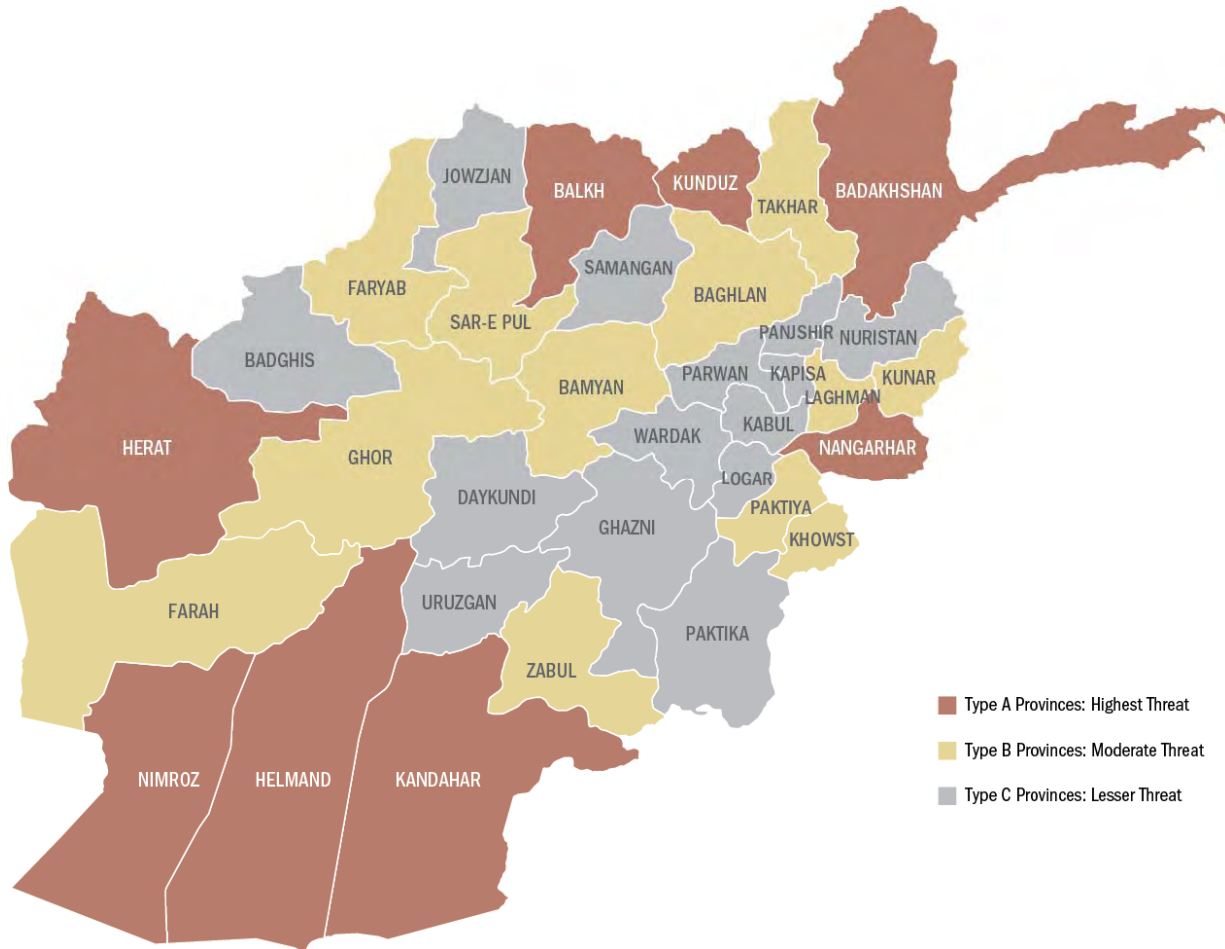 JOWZJAN
BALKH
KUNDUZ
TAKHAR
BADAKHSHAN
SAMANGAN
FARYAB
BAGHLAN
SAR-E PUL
PANJSHIR
NURISTAN
BADGHIS
PARWAN
KAPISA
KUNAR
BAMYAN
LAGHMAN
KABUL
WARDAK
HERAT
NANGARHAR
GHOR
LOGAR
DAYKUNDI
PAKTIYA
GHAZNI
KHOWST
URUZGAN
FARAH
PAKTIKA
ZABUL
NIMROZ
HELMAND
KANDAHAR
Type A Provinces: Highest Threat
Type B Provinces: Moderate Threat
Type C Provinces: Lesser Threat